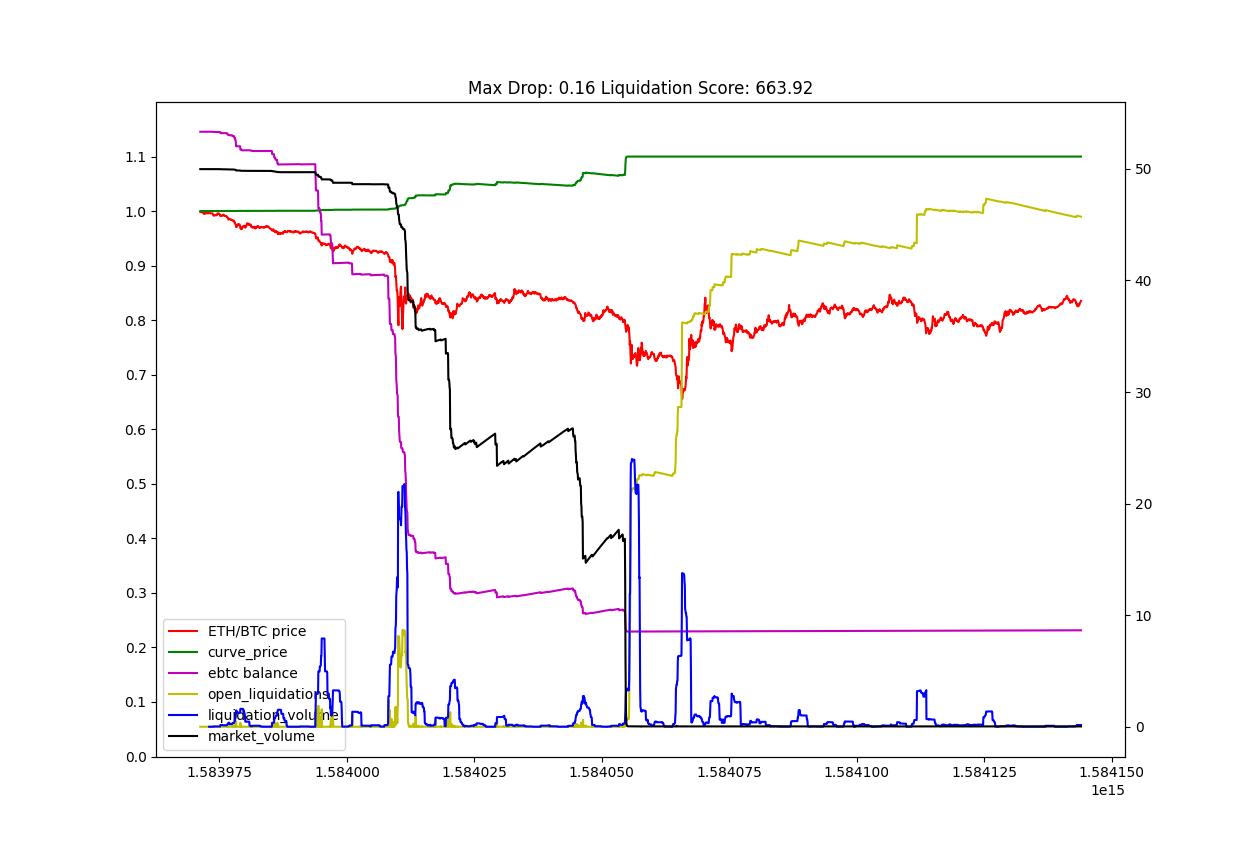 Max Drop: 0.16 Liquidation Score: 663.92
1.1
1.0
0.9
0.8
0.7
0.6
0.5
0.4
0.3
0.2
0.1
0.0
50
40
30
20
10
0
ETH/BTC price
curve_price
ebtc balance
open_liquidations
liquidation_volume
market_volume
1.583975 1.584000 1.584025 1.584050 1.584075 1.584100 1.584125 1.584150
1e15